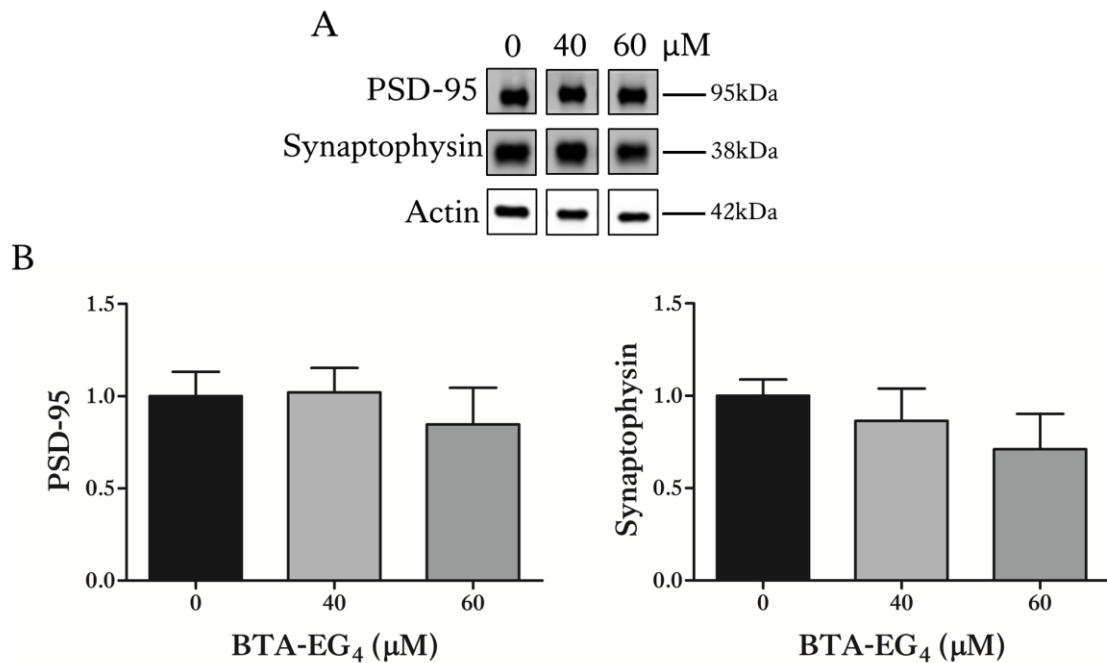 A
0 40 60 µM
PSD-95 95kDa
Synaptophysin 38kDa
Actin 42kDa
B
PSD-95
1.5
1.0
0.5
0.0
0 40 60
BTA-EG4 (µM)
Synaptophysin
1.5
1.0
0.5
0.0
0 40 60
BTA-EG4 (µM)